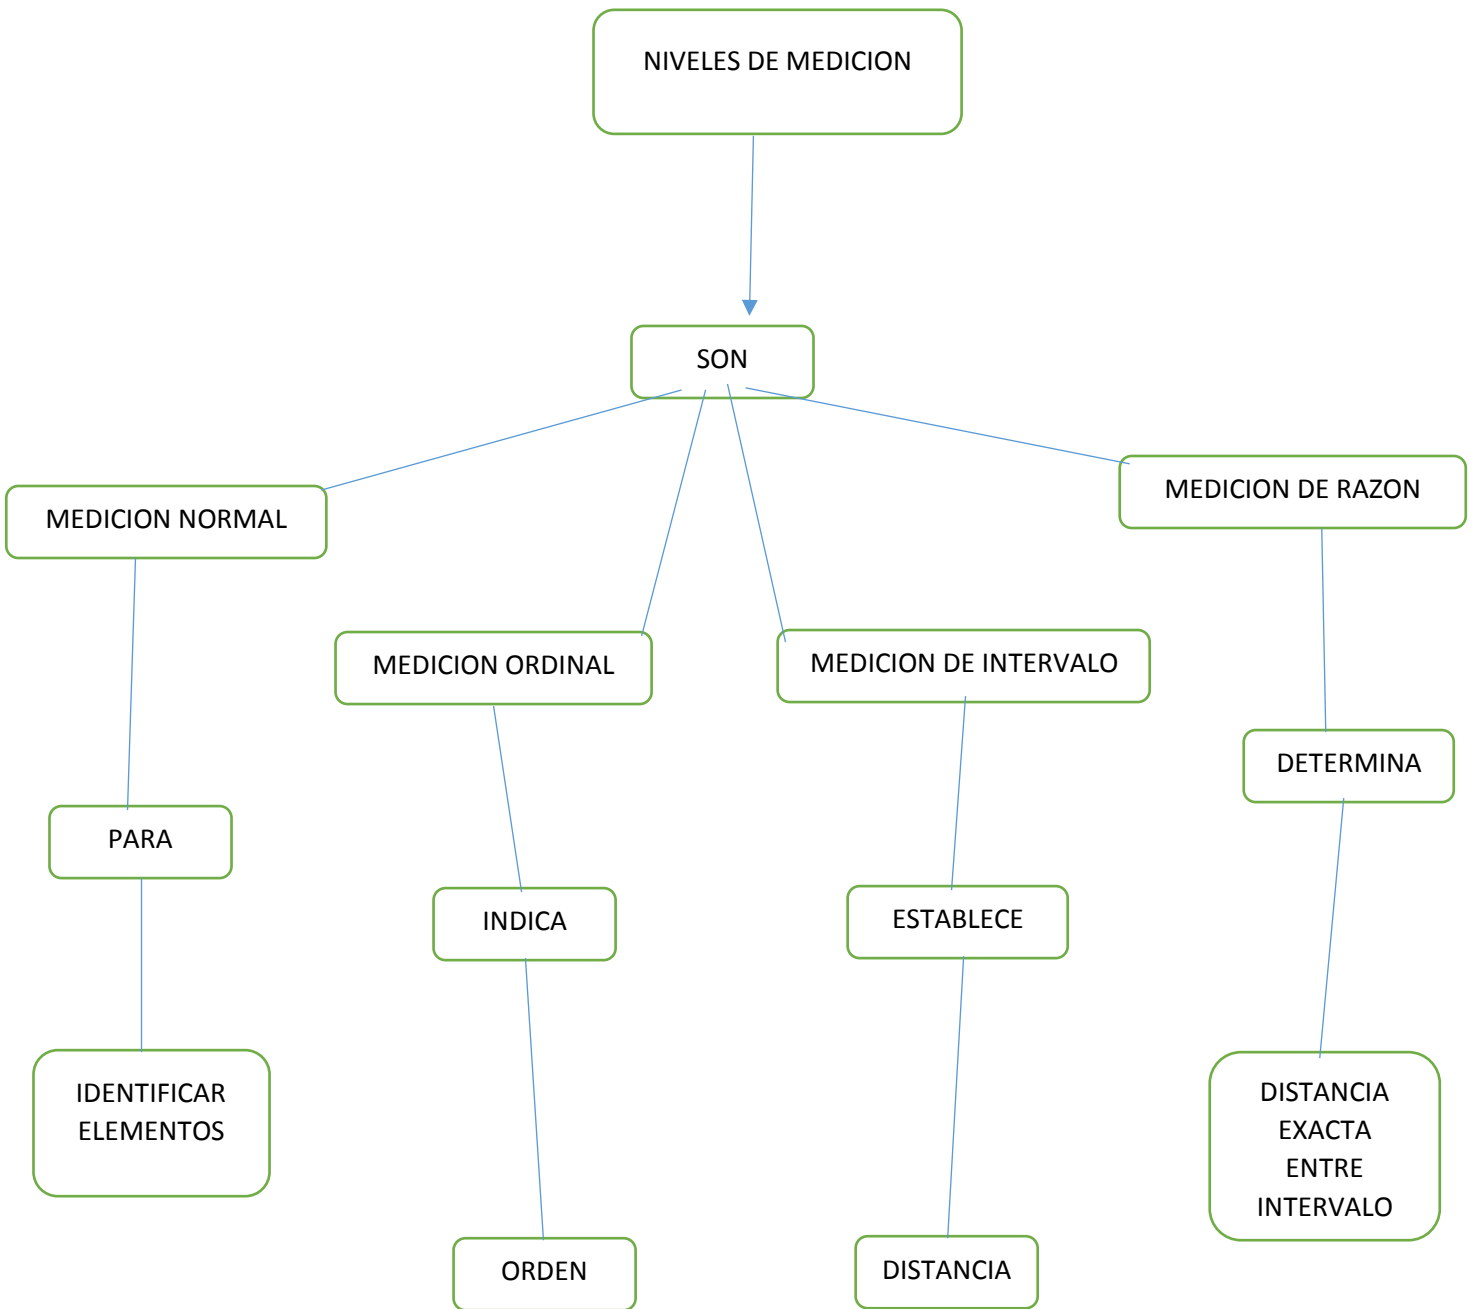 NIVELES DE MEDICION
SON
MEDICION DE RAZON
MEDICION NORMAL
MEDICION ORDINAL
MEDICION DE INTERVALO
DETERMINA
PARA
INDICA
ESTABLECE
IDENTIFICAR
ELEMENTOS
DISTANCIA
EXACTA
ENTRE
INTERVALO
ORDEN
DISTANCIA